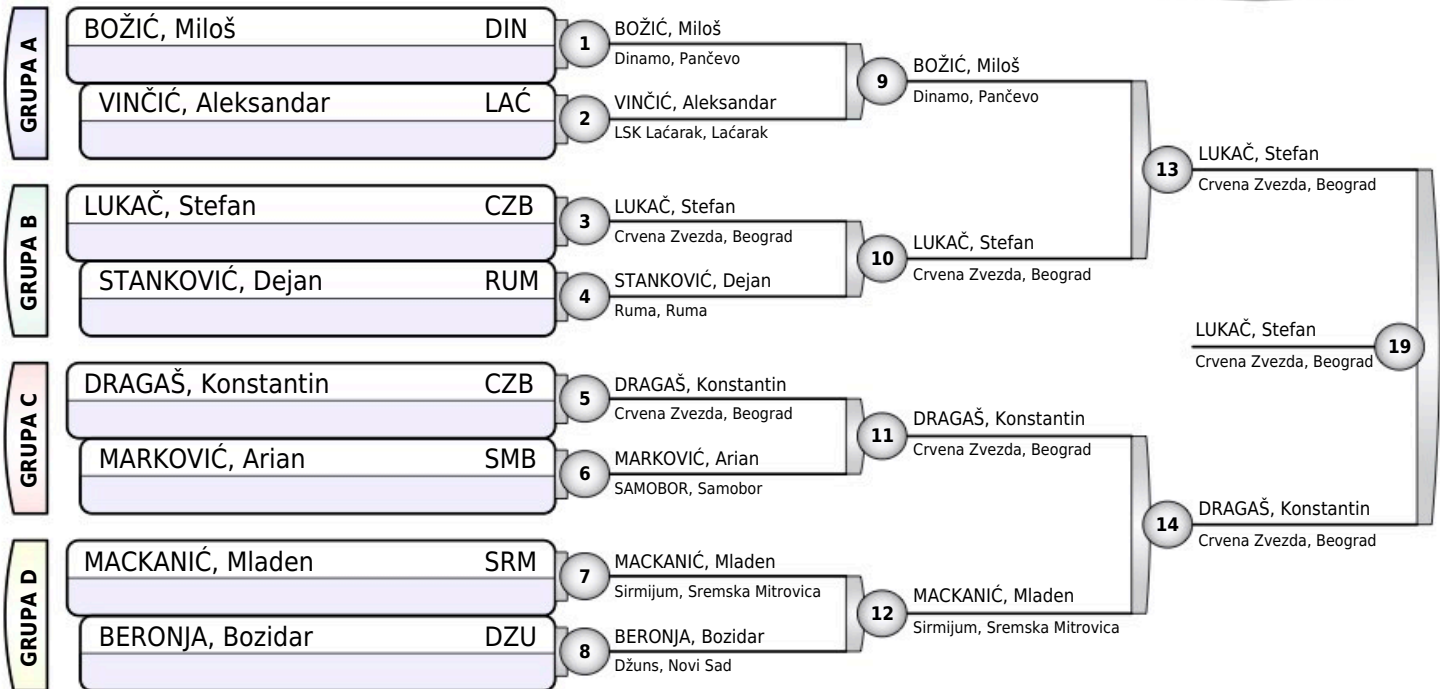 GRUPA A
BOŽIĆ, Miloš DIN
VINČIĆ, Aleksandar LAĆ
GRUPA B
LUKAČ, Stefan CZB
STANKOVIĆ, Dejan RUM
GRUPA C
DRAGAŠ, Konstantin CZB
MARKOVIĆ, Arian SMB
GRUPA D
MACKANIĆ, Mladen SRM
BERONJA, Bozidar DZU
1 BOŽIĆ, Miloš
Dinamo, Pančevo
2 VINČIĆ, Aleksandar
LSK Laćarak, Laćarak
3 LUKAČ, Stefan
Crvena Zvezda, Beograd
4 STANKOVIĆ, Dejan
Ruma, Ruma
5 DRAGAŠ, Konstantin
Crvena Zvezda, Beograd
6 MARKOVIĆ, Arian
SAMOBOR, Samobor
7 MACKANIĆ, Mladen
Sirmijum, Sremska Mitrovica
8 BERONJA, Bozidar
Džuns, Novi Sad
9 BOŽIĆ, Miloš
Dinamo, Pančevo
10 LUKAČ, Stefan
Crvena Zvezda, Beograd
11 DRAGAŠ, Konstantin
Crvena Zvezda, Beograd
12 MACKANIĆ, Mladen
Sirmijum, Sremska Mitrovica
13 LUKAČ, Stefan
Crvena Zvezda, Beograd
14 DRAGAŠ, Konstantin
Crvena Zvezda, Beograd
LUKAČ, Stefan
Crvena Zvezda, Beograd 19